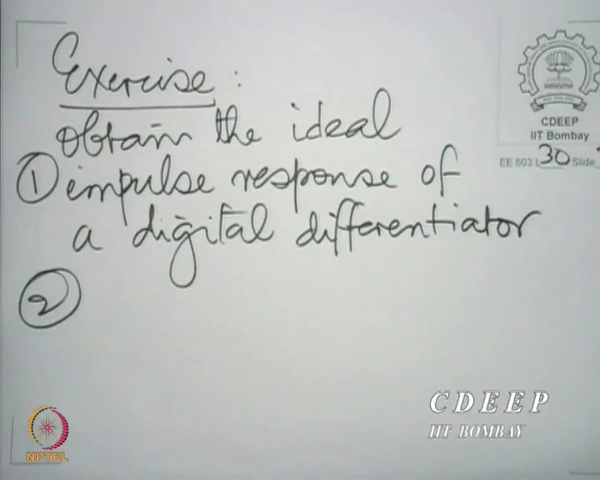 Exercise:
obtain the ideal
① impulse response of
a digital differentiator
②
CDEEP
IIT Bombay
EE 603 L 30 Slide
CDEEP
IIT BOMBAY
NPTEL